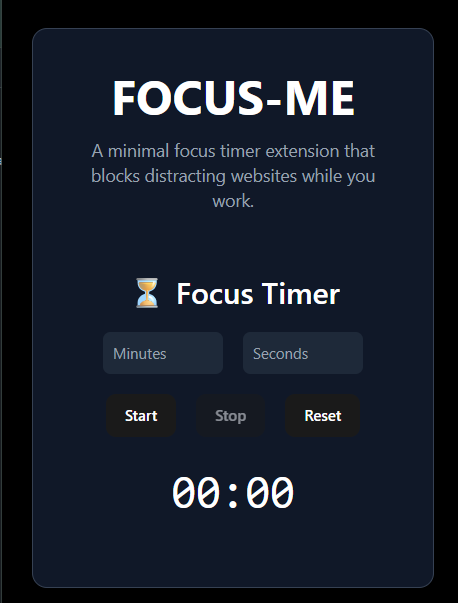 FOCUS-ME
A minimal focus timer extension that
blocks distracting websites while you
work.
⏳ Focus Timer
Minutes Seconds
Start Stop Reset
00:00